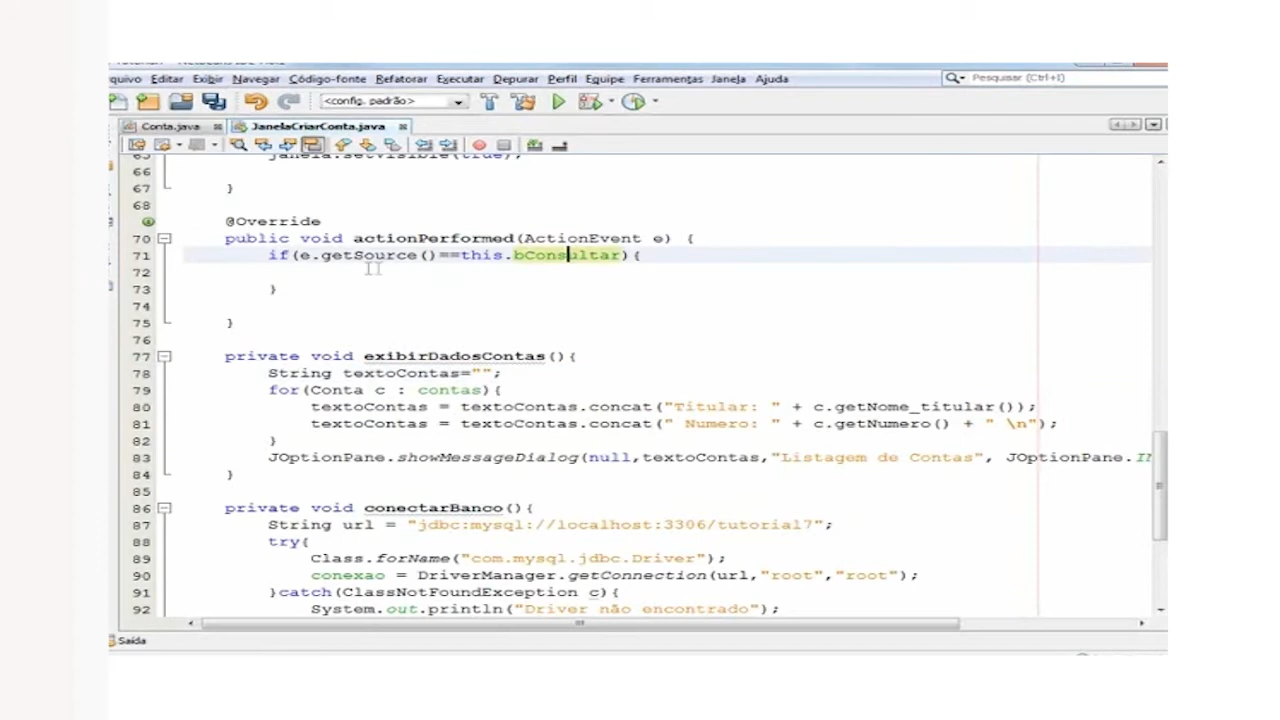 quivo Editar Exibir Navegar Código-fonte Refatorar Executar Depurar Perfil Equipe Ferramentas Janela Ajuda
Pesquisar (Ctrl+I)
<config. padrão>
Conta.java JanelaCriarConta.java
65 janela.setVisible(true);
66
67 }
68
@Override
70 public void actionPerformed(ActionEvent e) {
71 if(e.getSource()==this.bConsultar){
72
73 }
74
75 }
76
77 private void exibirDadosContas(){
78 String textoContas="";
79 for(Conta c : contas){
80 textoContas = textoContas.concat("Titular: " + c.getNome_titular());
81 textoContas = textoContas.concat(" Numero: " + c.getNumero() + " \n");
82 }
83 JOptionPane.showMessageDialog(null,textoContas,"Listagem de Contas", JOptionPane.
84 }
85
86 private void conectarBanco(){
87 String url = "jdbc:mysql://localhost:3306/tutorial7";
88 try{
89 Class.forName("com.mysql.jdbc.Driver");
90 conexao = DriverManager.getConnection(url,"root","root");
91 }catch(ClassNotFoundException c){
92 System.out.println("Driver não encontrado");
Saída